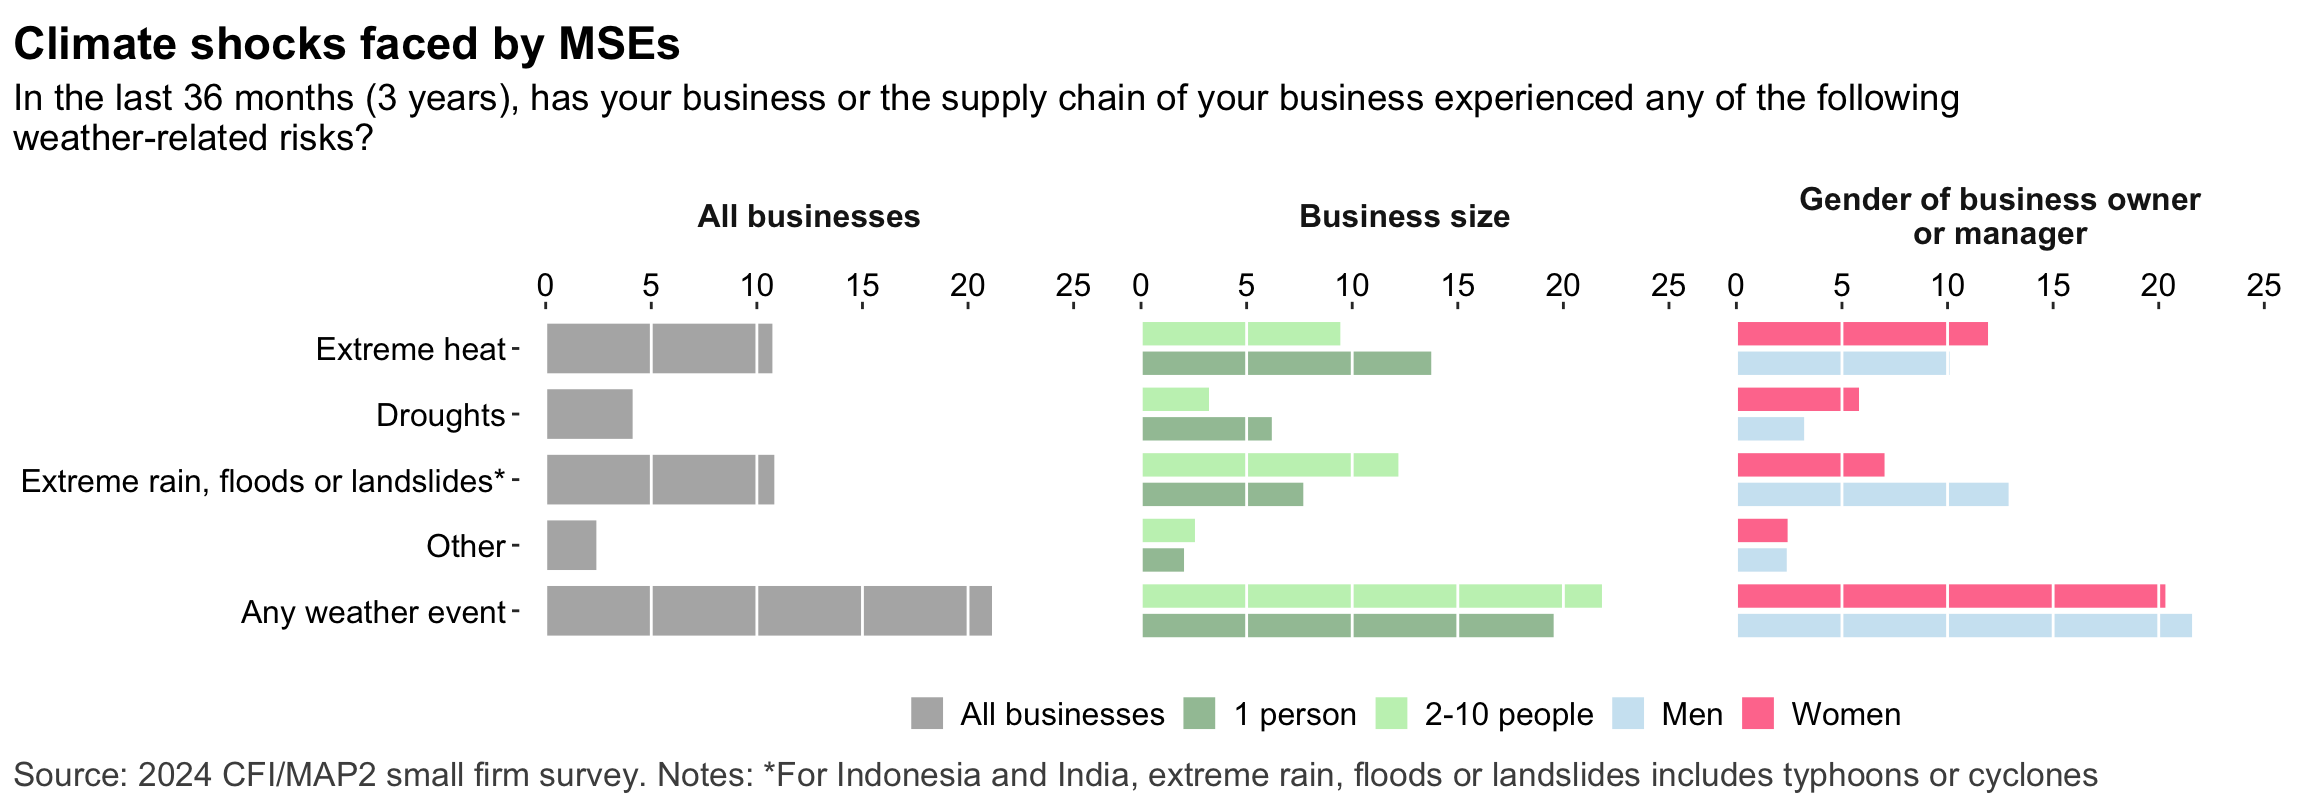 Climate shocks faced by MSEs
In the last 36 months (3 years), has your business or the supply chain of your business experienced any of the following
weather-related risks?
All businesses
Business size
Gender of business owner
or manager
0 5 10 15 20 25
0 5 10 15 20 25
0 5 10 15 20 25
Extreme heat
Droughts
Extreme rain, floods or landslides*
Other
Any weather event
All businesses 1 person 2-10 people Men Women
Source: 2024 CFI/MAP2 small firm survey. Notes: *For Indonesia and India, extreme rain, floods or landslides includes typhoons or cyclones